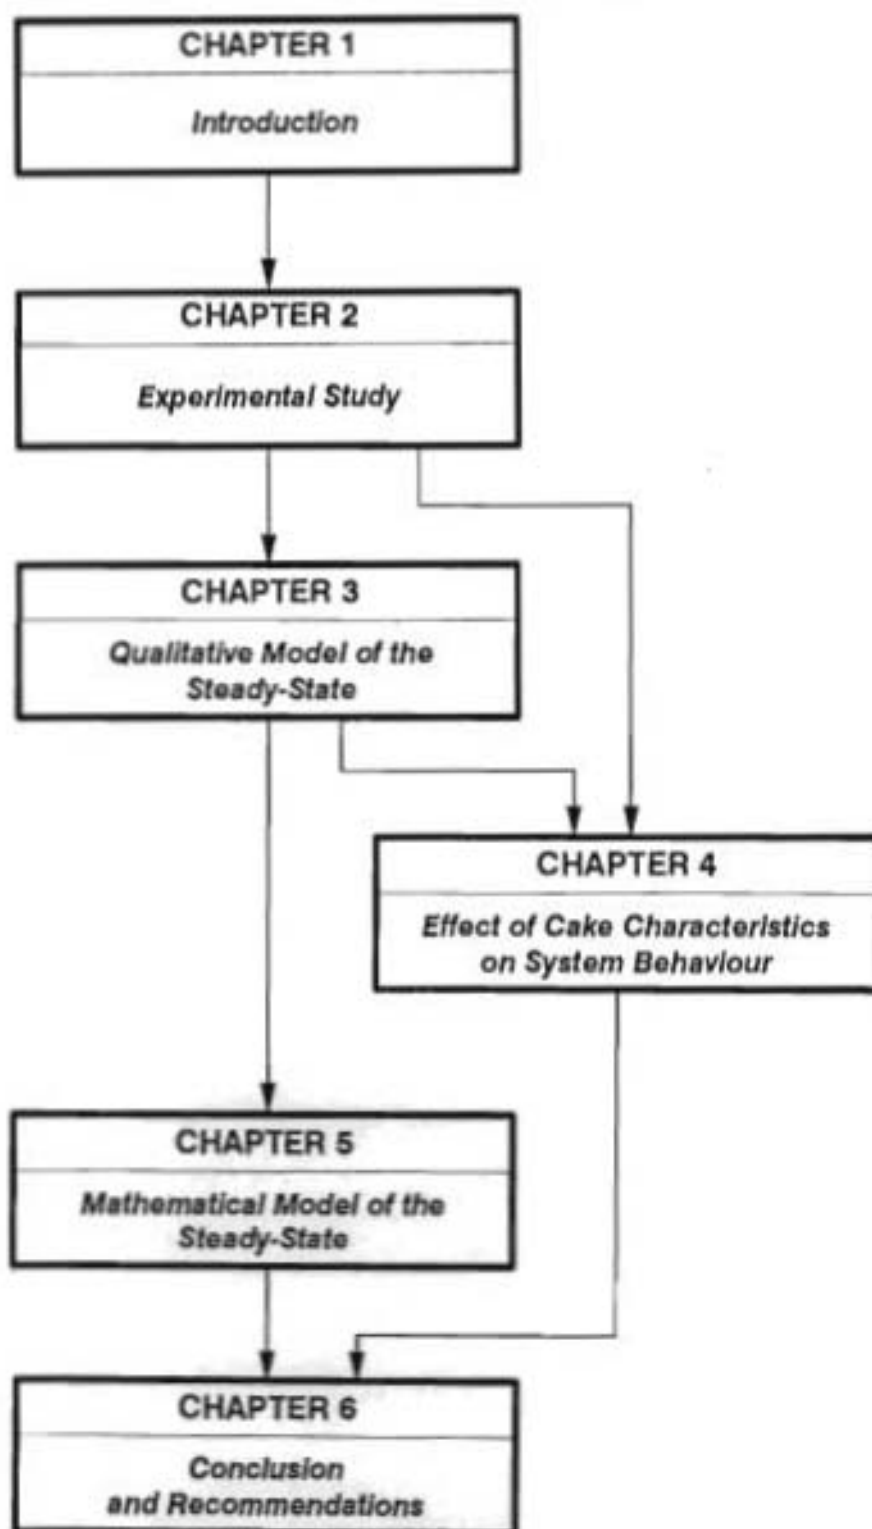 CHAPTER 1
Introduction
CHAPTER 2
Experimental Study
CHAPTER 3
Qualitative Model of the
Steady-State
CHAPTER 4
Effect of Cake Characteristics
on System Behaviour
CHAPTER 5
Mathematical Model of the
Steady-State
CHAPTER 6
Conclusion
and Recommendations